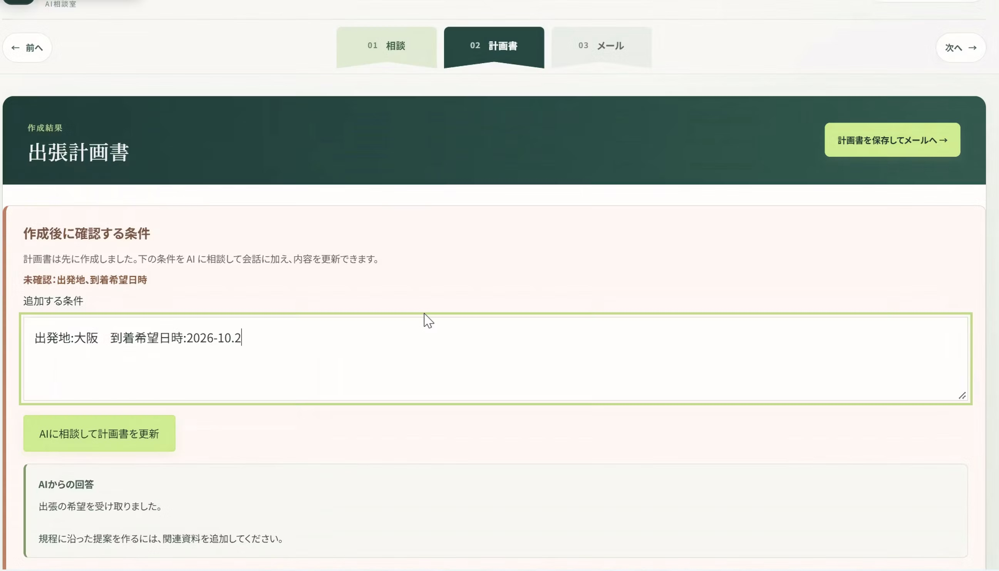 AI相談室
← 前へ
01 相談
02 計画書
03 メール
次へ →
作成結果
出張計画書
計画書を保存してメールへ →
作成後に確認する条件
計画書は先に作成しました。下の条件を AI に相談して会話に加え、内容を更新できます。
未確認：出発地、到着希望日時
追加する条件
出発地:大阪　到着希望日時:2026-10.2
AIに相談して計画書を更新
AIからの回答
出張の希望を受け取りました。
規程に沿った提案を作るには、関連資料を追加してください。